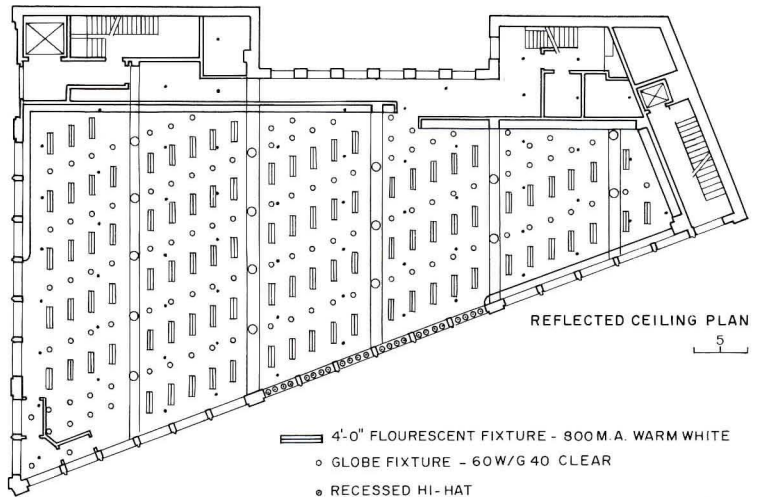 REFLECTED CEILING PLAN
5
4'-0" FLOURESCENT FIXTURE - 800 M.A. WARM WHITE
GLOBE FIXTURE - 60W/G 40 CLEAR
RECESSED HI-HAT